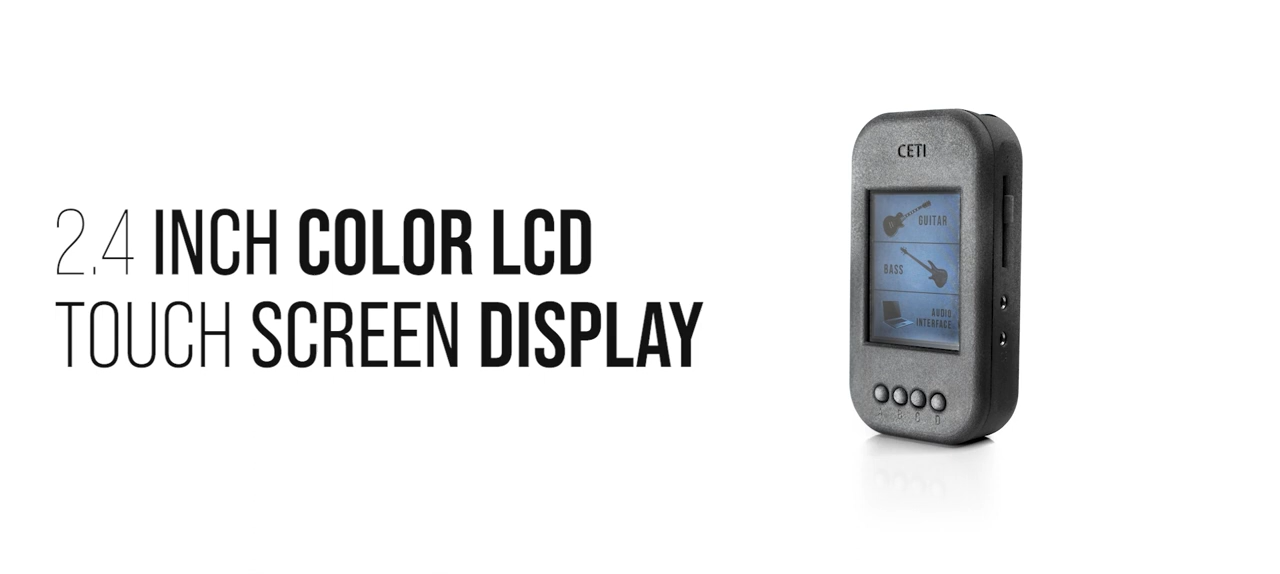 2.4 INCH COLOR LCD
TOUCH SCREEN DISPLAY
CETI
GUITAR
BASS
AUDIO
INTERFACE
A B C D